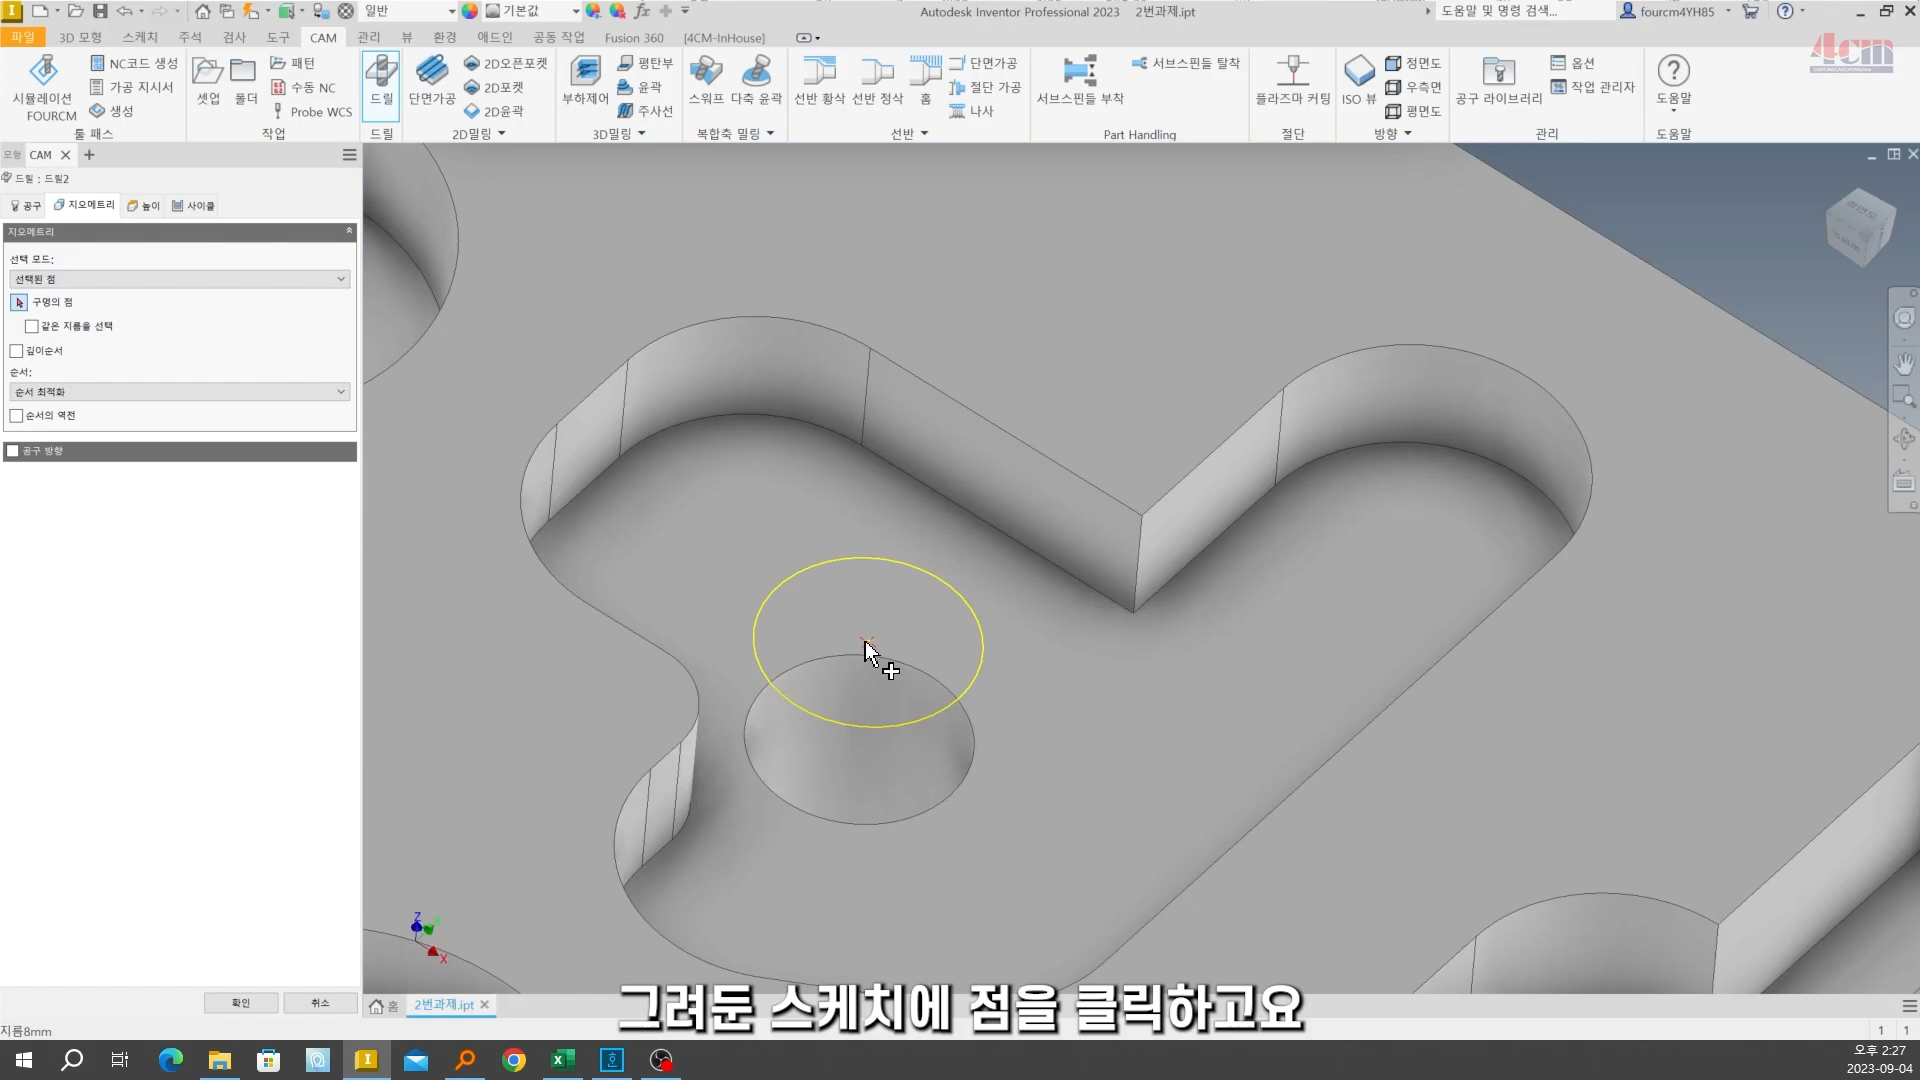 일반
기본값
Autodesk Inventor Professional 2023 2번과제.ipt
도움말 및 명령 검색...
fourcm4YH85
파일 3D 모형 스케치 주석 검사 도구 CAM 관리 뷰 환경 애드인 공동 작업 Fusion 360 [4CM-InHouse]
4cm
시뮬레이션
FOURCM
NC코드 생성
가공 지시서
생성
툴 패스
셋업
폴더
패턴
수동 NC
Probe WCS
작업
드릴
드릴
단면가공
2D오픈포켓
2D포켓
2D윤곽
2D밀링
부하제어
평탄부
윤곽
주사선
3D밀링
스워프
다축 윤곽
복합축 밀링
선반 황삭
선반 정삭
홈
단면가공
절단 가공
나사
선반
서브스핀들 부착
서브스핀들 탈착
Part Handling
플라즈마 커팅
절단
ISO 뷰
정면도
우측면
평면도
방향
공구 라이브러리
옵션
작업 관리자
관리
도움말
도움말
모형 CAM
드릴 : 드릴2
공구 지오메트리 높이 사이클
지오메트리
선택 모드:
선택된 점
구멍의 점
같은 지름을 선택
깊이순서
순서:
순서 최적화
순서의 역전
공구 방향
Z
X
확인 취소
홈 2번과제.ipt
그려둔 스케치에 점을 클릭하고요
지름8mm
1 1
오후 2:27
2023-09-04